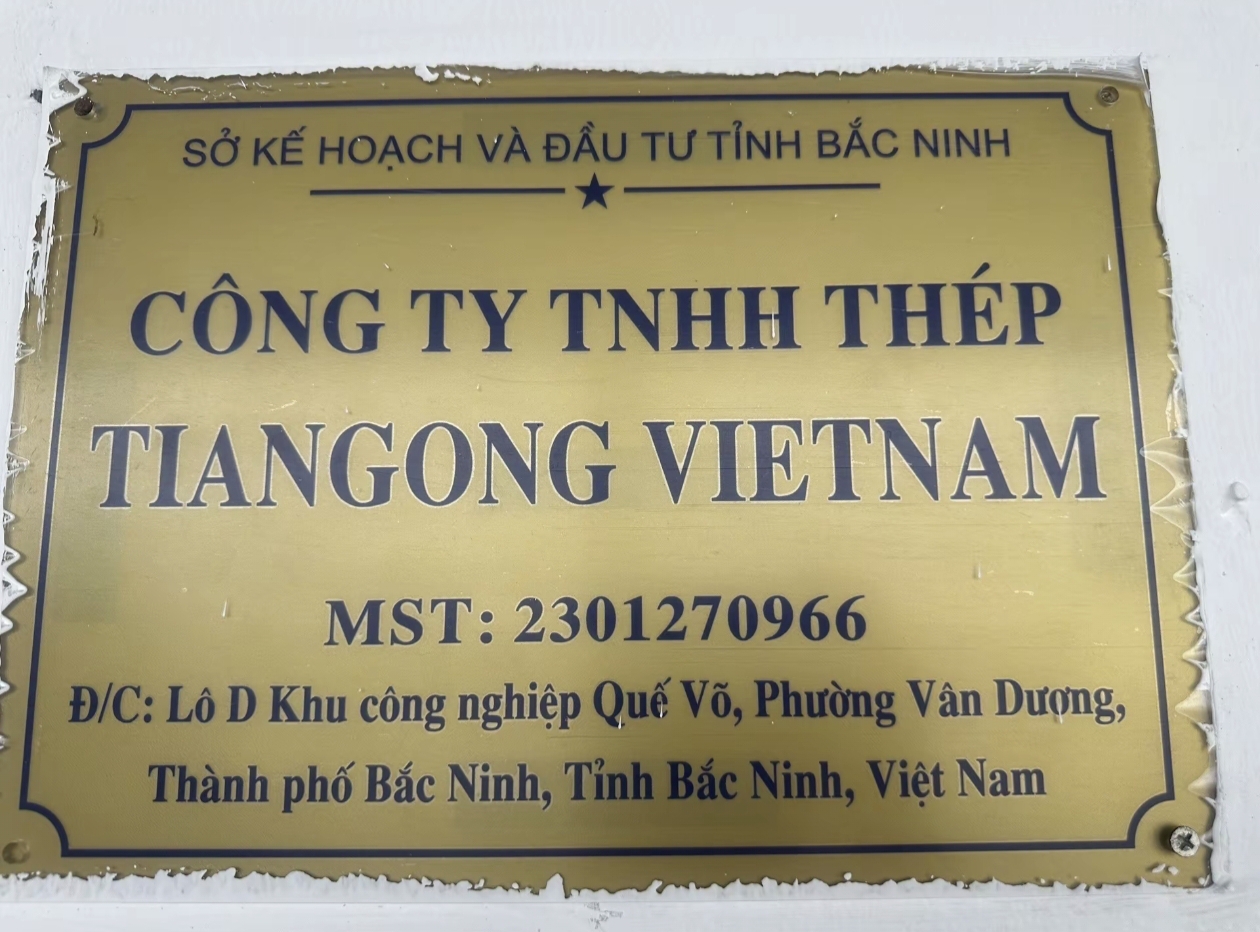 SỞ KẾ HOẠCH VÀ ĐẦU TƯ TỈNH BẮC NINH
CÔNG TY TNHH THÉP
TIANGONG VIETNAM
MST: 2301270966
Đ/C: Lô D Khu công nghiệp Quế Võ, Phường Vân Dương,
Thành phố Bắc Ninh, Tỉnh Bắc Ninh, Việt Nam